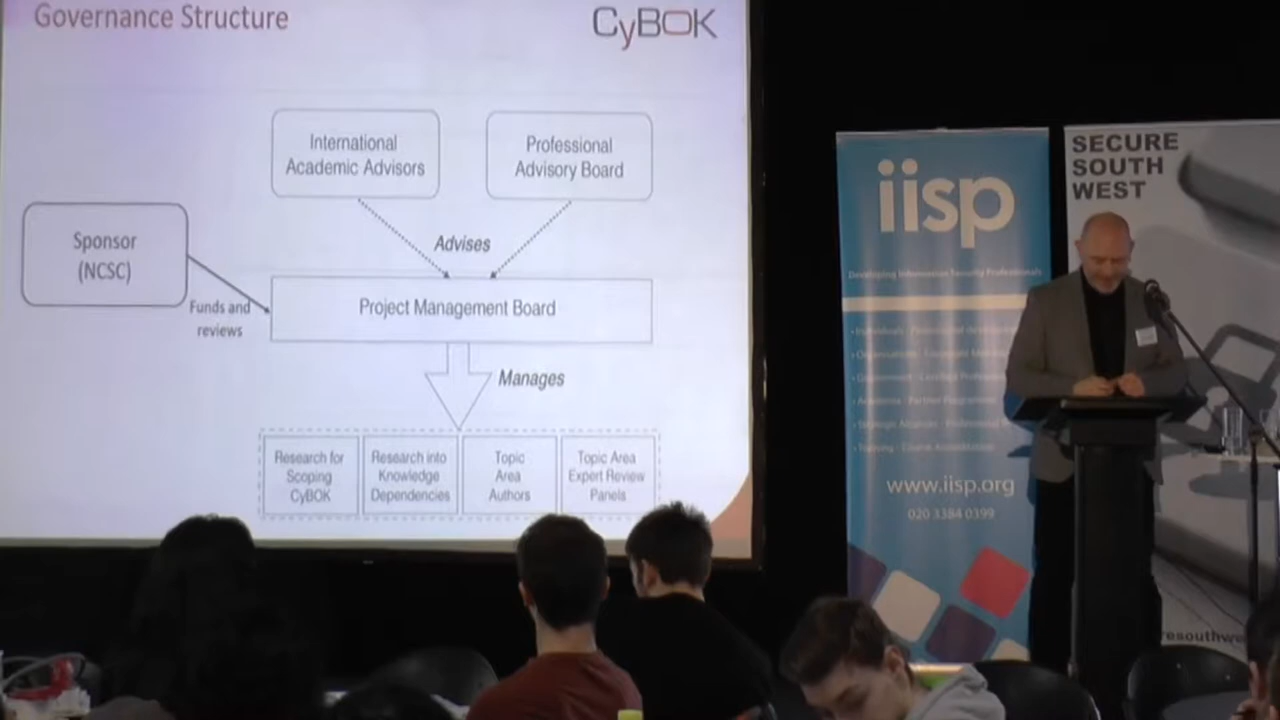 Governance Structure
CyBOK
International
Academic Advisors
Professional
Advisory Board
Sponsor
(NCSC)
Advises
Funds and
reviews
Project Management Board
Manages
Research for
Scoping
CyBOK
Research into
Knowledge
Dependencies
Topic
Area
Authors
Topic Area
Expert Review
Panels
iisp
Developing Information Security Professionals
www.iisp.org
020 3384 0399
SECURE
SOUTH
WEST